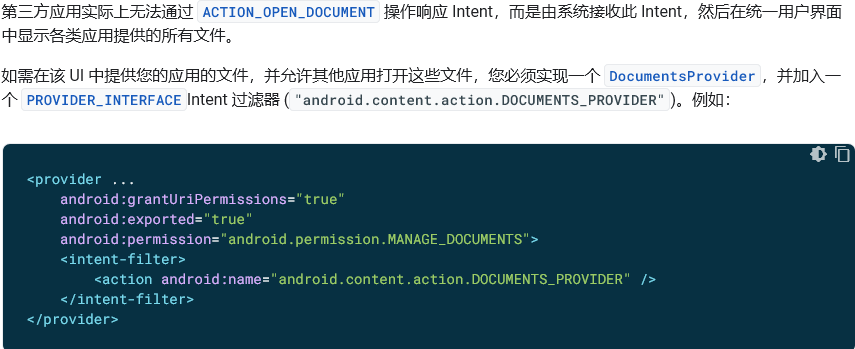 第三方应用实际上无法通过 ACTION_OPEN_DOCUMENT 操作响应 Intent，而是由系统接收此 Intent，然后在统一用户界面
中显示各类应用提供的所有文件。
如需在该 UI 中提供您的应用的文件，并允许其他应用打开这些文件，您必须实现一个 DocumentsProvider，并加入一
个 PROVIDER_INTERFACEIntent 过滤器 ("android.content.action.DOCUMENTS_PROVIDER")。例如：
<provider ...
    android:grantUriPermissions="true"
    android:exported="true"
    android:permission="android.permission.MANAGE_DOCUMENTS">
    <intent-filter>
        <action android:name="android.content.action.DOCUMENTS_PROVIDER" />
    </intent-filter>
</provider>